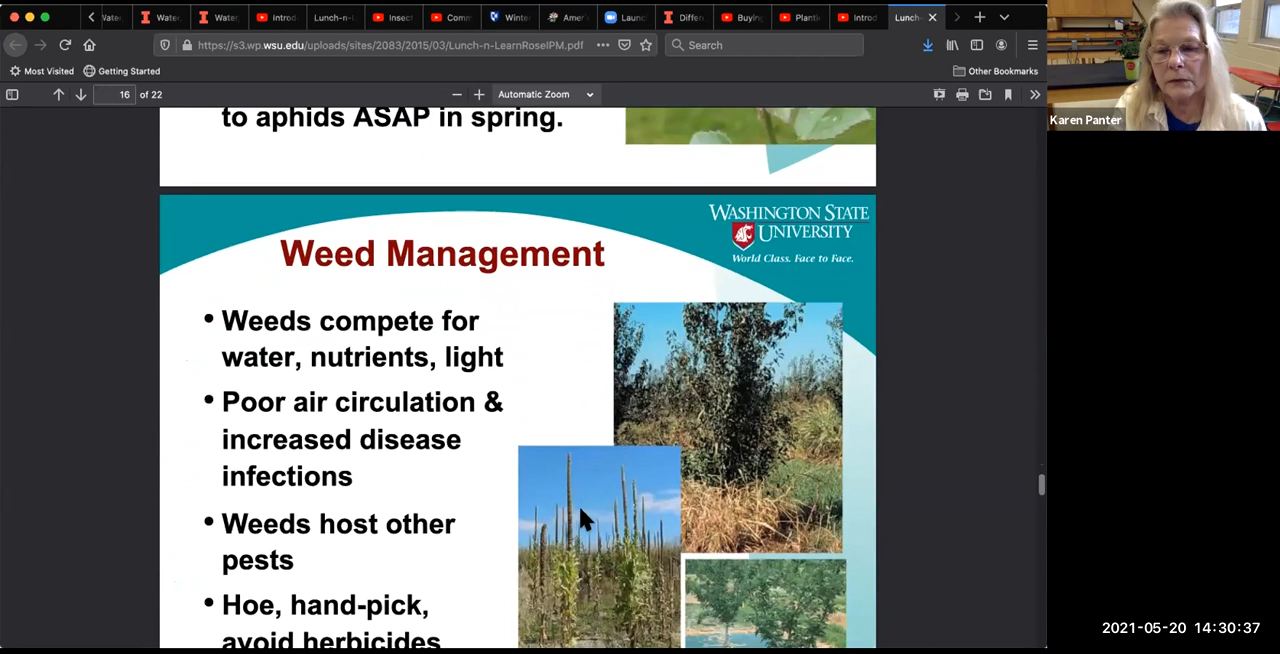 Water,
Water,
Water,
Introd
Lunch-n-l
Insect
Comm
Winte
Amer
Launc
Differ
Buying
Planti
Introd
Lunch-
https://s3.wp.wsu.edu/uploads/sites/2083/2015/03/Lunch-n-LearnRoseIPM.pdf
Search
Most Visited
Getting Started
Other Bookmarks
16 of 22
Automatic Zoom
to aphids ASAP in spring.
WASHINGTON STATE
UNIVERSITY
World Class. Face to Face.
Weed Management
• Weeds compete for
water, nutrients, light
• Poor air circulation &
increased disease
infections
• Weeds host other
pests
• Hoe, hand-pick,
avoid herbicides
Karen Panter
2021-05-20 14:30:37